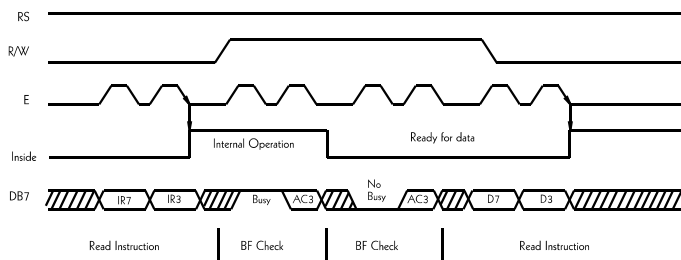 RS
R/W
E
Internal Operation
Ready for data
Inside
No
DB7 IR7 IR3 Busy AC3 Busy AC3 D7 D3
Read Instruction BF Check BF Check Read Instruction